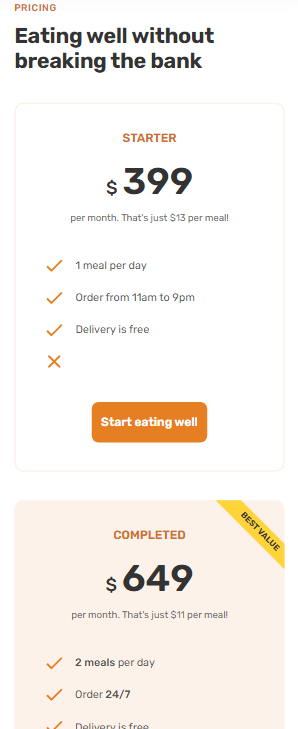 PRICING
Eating well without
breaking the bank
STARTER
$ 399
per month. That's just $13 per meal!
1 meal per day
Order from 11am to 9pm
Delivery is free
Start eating well
BEST VALUE
COMPLETED
$ 649
per month. That's just $11 per meal!
2 meals per day
Order 24/7
Delivery is free